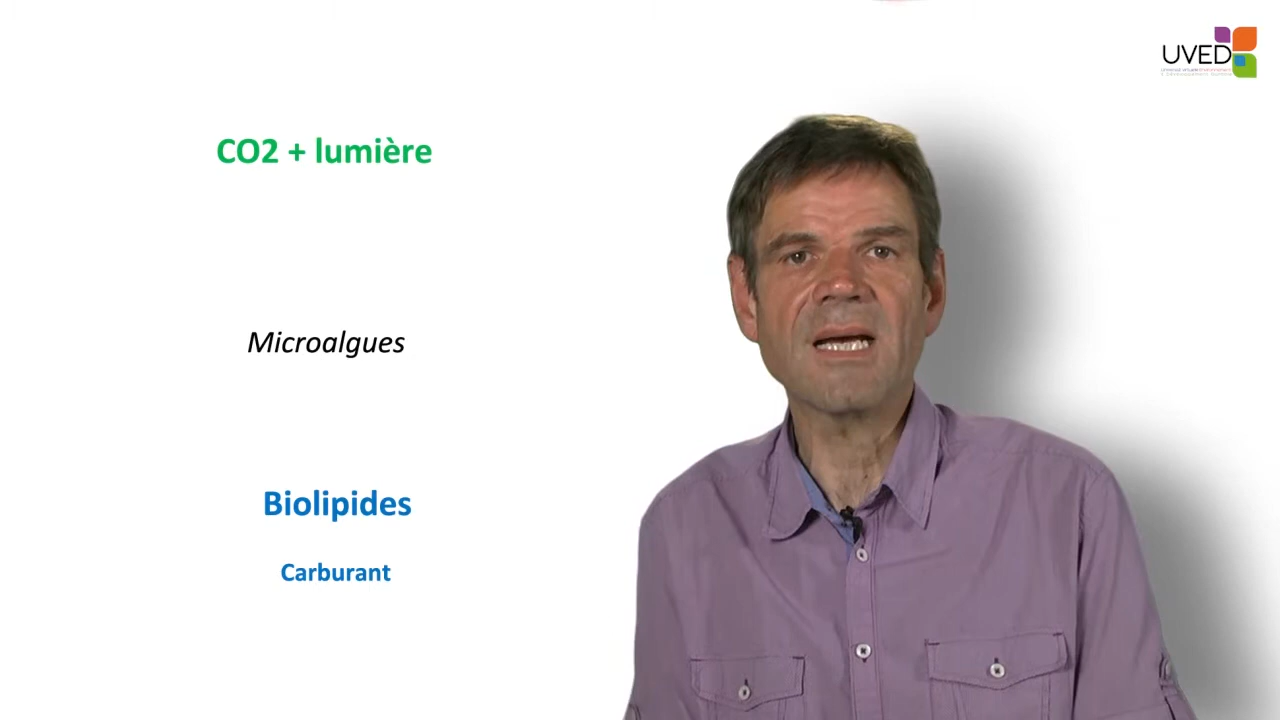 UVED
CO2 + lumière
Microalgues
Biolipides
Carburant